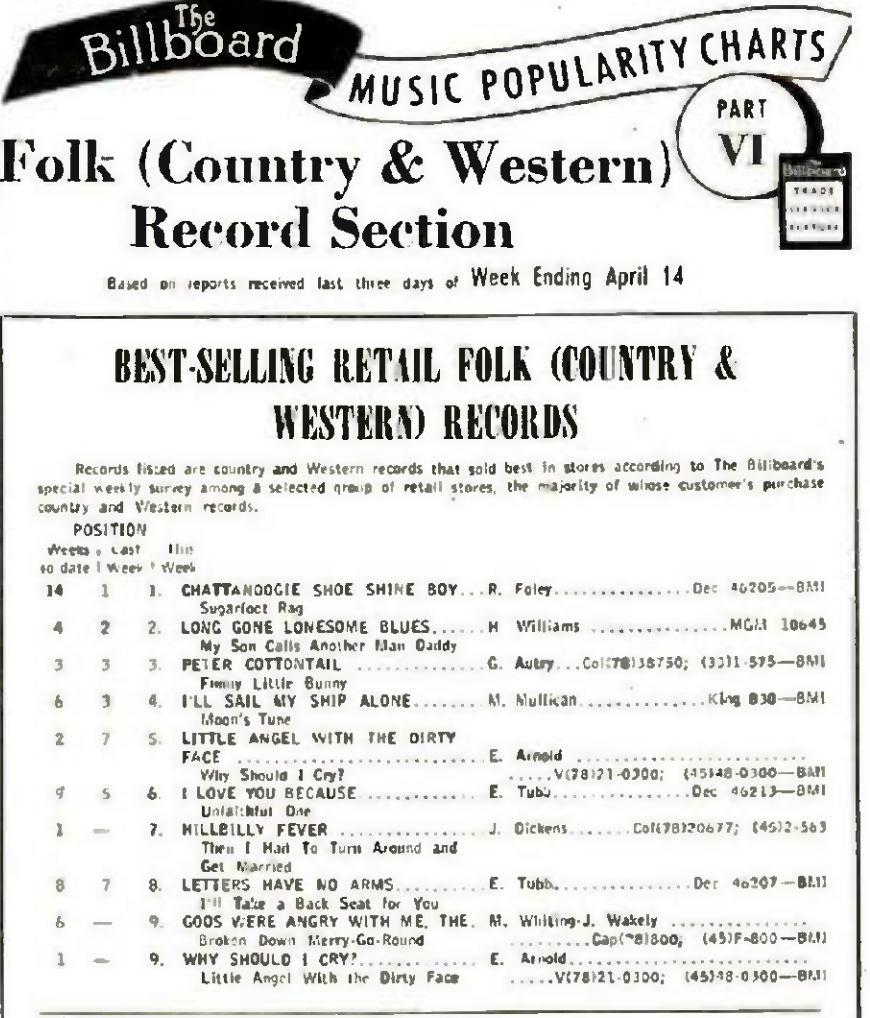 The
Billboard
MUSIC POPULARITY CHARTS
PART
VI
The
Billboard
TRADE
SERVICE
FEATURE
Folk (Country & Western)
Record Section
Based on reports received last three days of Week Ending April 14
BEST-SELLING RETAIL FOLK (COUNTRY &
WESTERN) RECORDS
Records listed are country and Western records that sold best in stores according to The Billboard's
special weekly survey among a selected group of retail stores, the majority of whose customer's purchase
country and Western records.
POSITION
Weeks Last This
to date Week Week
14 1 1. CHATTANOOGIE SHOE SHINE BOY...R. Foley...............Dec 46205—BMI
Sugarfoot Rag
4 2 2. LONG GONE LONESOME BLUES.......H Williams ................MGM 10645
My Son Calls Another Man Daddy
3 3 3. PETER COTTONTAIL ..............G. Autry...Col(78)38750; (33)1-575—BMI
Funny Little Bunny
6 3 4. I'LL SAIL MY SHIP ALONE........M. Mullican...............King 830—BMI
Moon's Tune
2 7 5. LITTLE ANGEL WITH THE DIRTY
FACE ...........................E. Arnold ..........................
Why Should I Cry? .....V(78)21-0300; (45)48-0300—BMI
9 5 6. I LOVE YOU BECAUSE.............E. Tubb.................Dec 46213—BMI
Unfaithful One
1 — 7. HILLBILLY FEVER ...............J. Dickens.......Col(78)20677; (45)2-563
Then I Had To Turn Around and
Get Married
8 7 8. LETTERS HAVE NO ARMS..........E. Tubb.................Dec 46207—BMI
I'll Take a Back Seat for You
6 — 9. GODS WERE ANGRY WITH ME, THE. M. Whiting-J. Wakely ...............
Broken Down Merry-Go-Round .........Cap(78)800; (45)F-800—BMI
1 — 9. WHY SHOULD I CRY?.............E. Arnold..........................
Little Angel With the Dirty Face .....V(78)21-0300; (45)48-0300—BMI